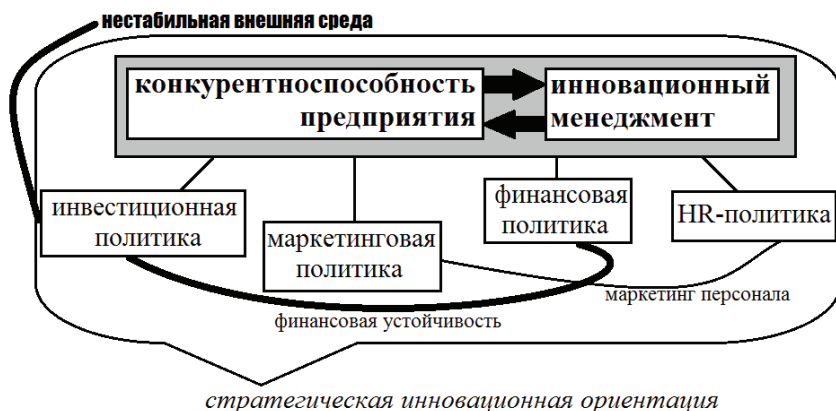 нестабильная внешняя среда
конкурентноспособность
предприятия
инновационный
менеджмент
инвестиционная
политика
маркетинговая
политика
финансовая
политика
HR-политика
маркетинг персонала
финансовая устойчивость
стратегическая инновационная ориентация